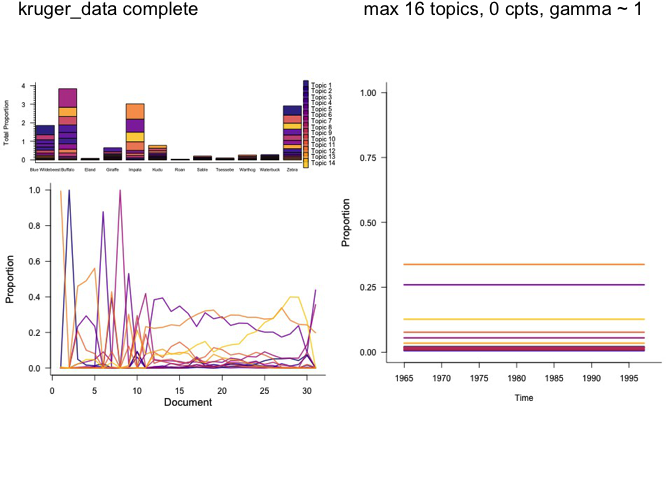 kruger_data complete
max 16 topics, 0 cpts, gamma ~ 1
Total Proportion
4
3
2
1
0
Blue Wildebeest Buffalo Eland Giraffe Impala Kudu Roan Sable Tsessebe Warthog Waterbuck Zebra
Topic 1
Topic 2
Topic 3
Topic 4
Topic 5
Topic 6
Topic 7
Topic 8
Topic 9
Topic 10
Topic 11
Topic 12
Topic 13
Topic 14
Proportion
1.0
0.8
0.6
0.4
0.2
0.0
0 5 10 15 20 25 30
Document
Proportion
1.00
0.75
0.50
0.25
0.00
1965 1970 1975 1980 1985 1990 1995
Time